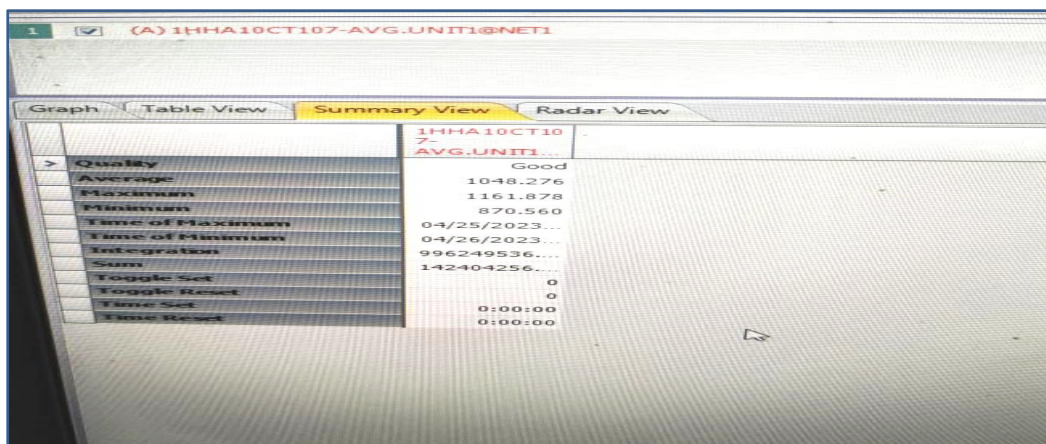 1 (A) 1HHA10CT107-AVG.UNIT1@NET1
Graph Table View Summary View Radar View
1HHA10CT10
7-
AVG.UNIT1...
> Quality Good
Average 1048.276
Maximum 1161.878
Minimum 870.560
Time of Maximum 04/25/2023...
Time of Minimum 04/26/2023...
Integration 996249536....
Sum 142404256....
Toggle Set 0
Toggle Reset 0
Time Set 0:00:00
Time Reset 0:00:00